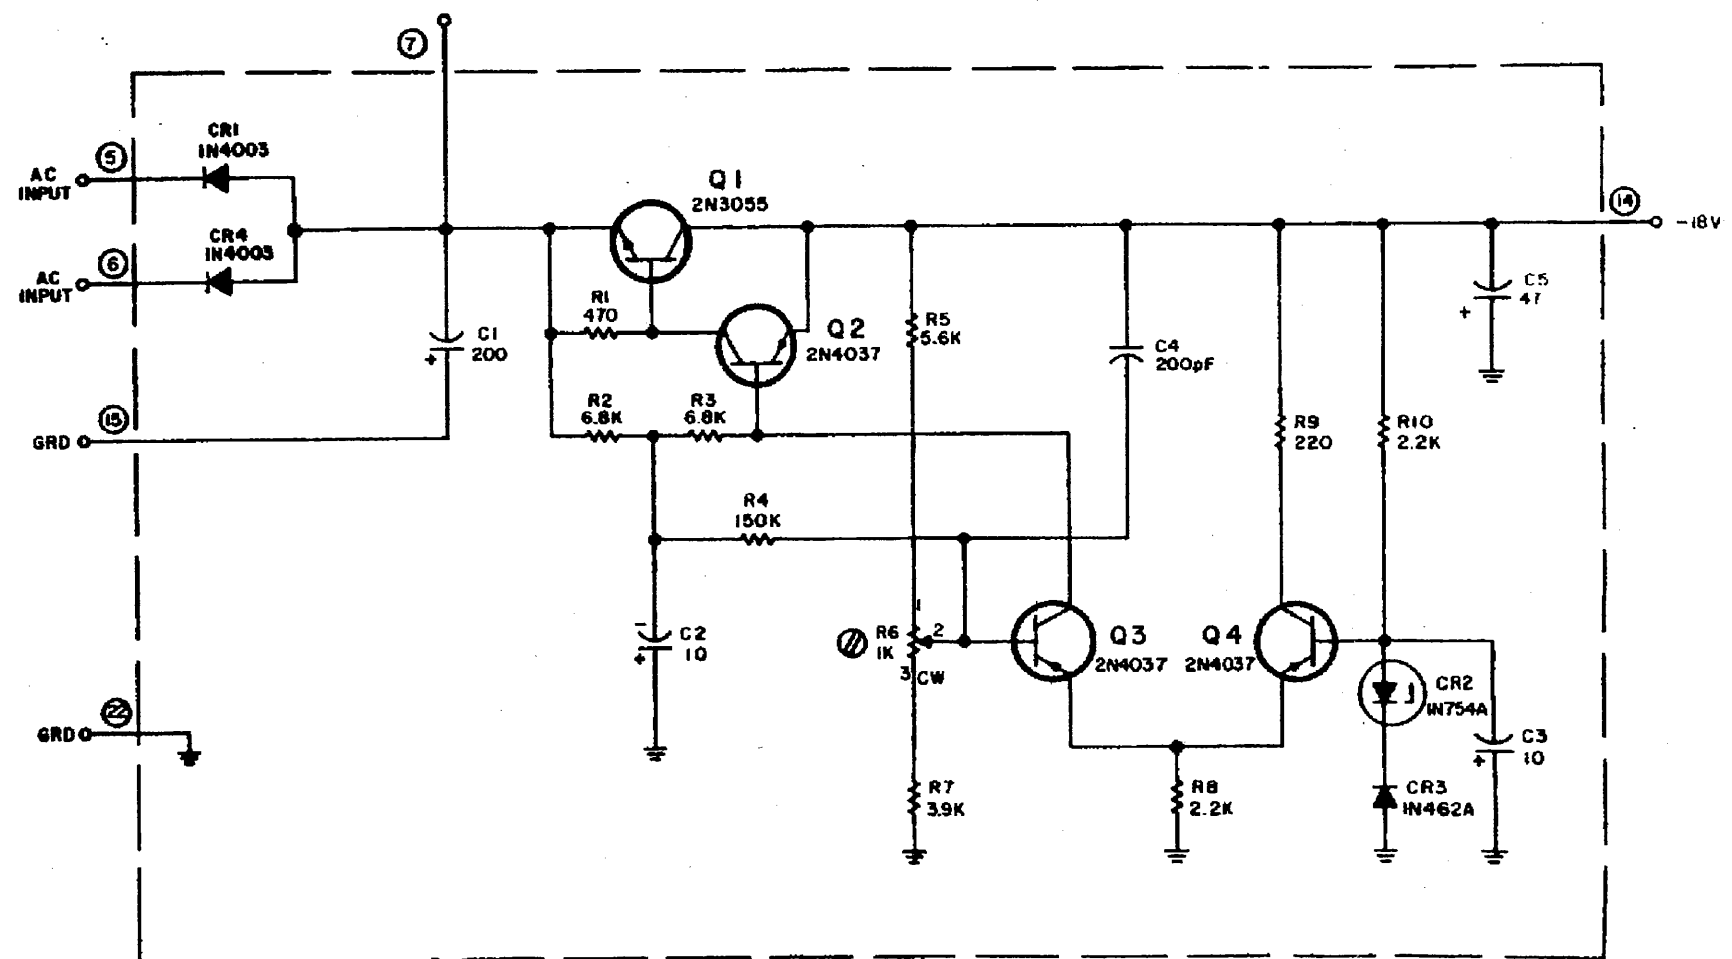 7
CR1
1N4003
5
AC
INPUT
CR4
1N4003
6
AC
INPUT
Q1
2N3055
14
-18V
R1
470
Q2
2N4037
C1
200
+
R5
5.6K
C4
200pF
C5
47
+
R2
6.8K
R3
6.8K
15
GRD
R9
220
R10
2.2K
R4
150K
1
R6
1K
2
3
CW
-
C2
10
+
Q3
2N4037
Q4
2N4037
CR2
1N754A
22
GRD
C3
10
+
R7
3.9K
R8
2.2K
CR3
1N462A